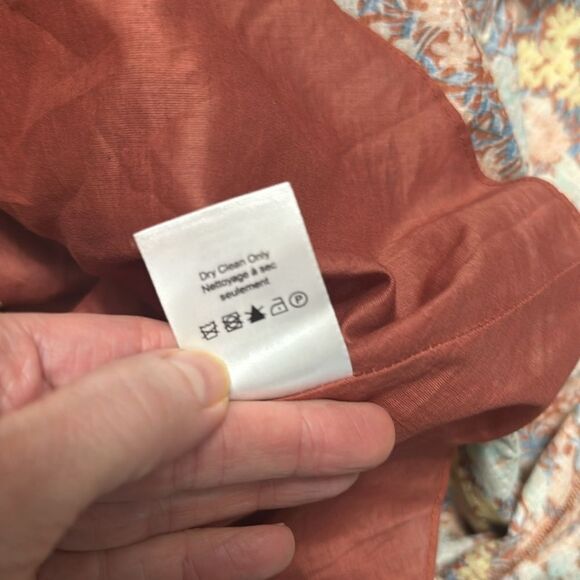 Dry Clean Only
Nettoyage à sec
seulement
P